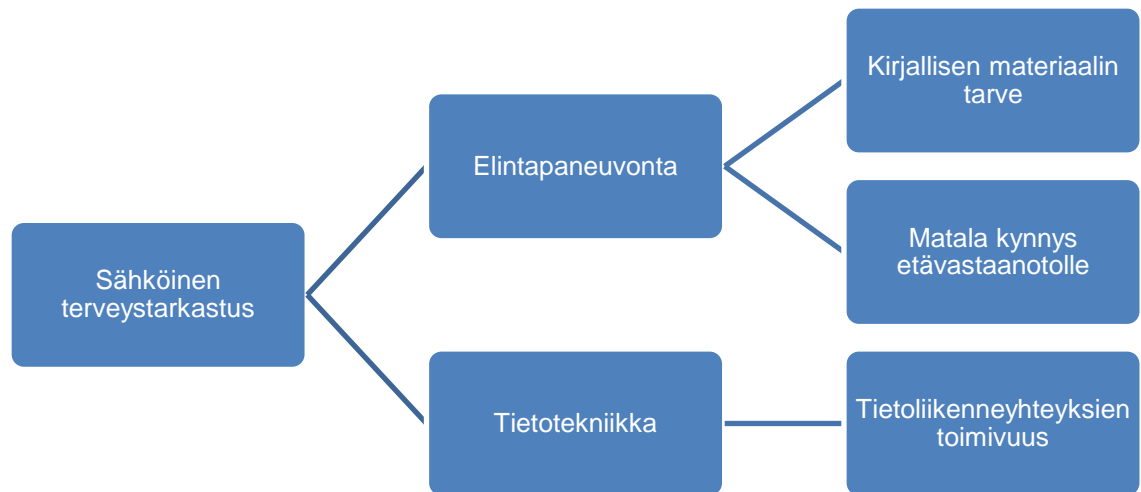 Sähköinen
terveystarkastus
Elintapaneuvonta
Kirjallisen materiaalin
tarve
Matala kynnys
etävastaanotolle
Tietotekniikka
Tietoliikenneyhteyksien
toimivuus